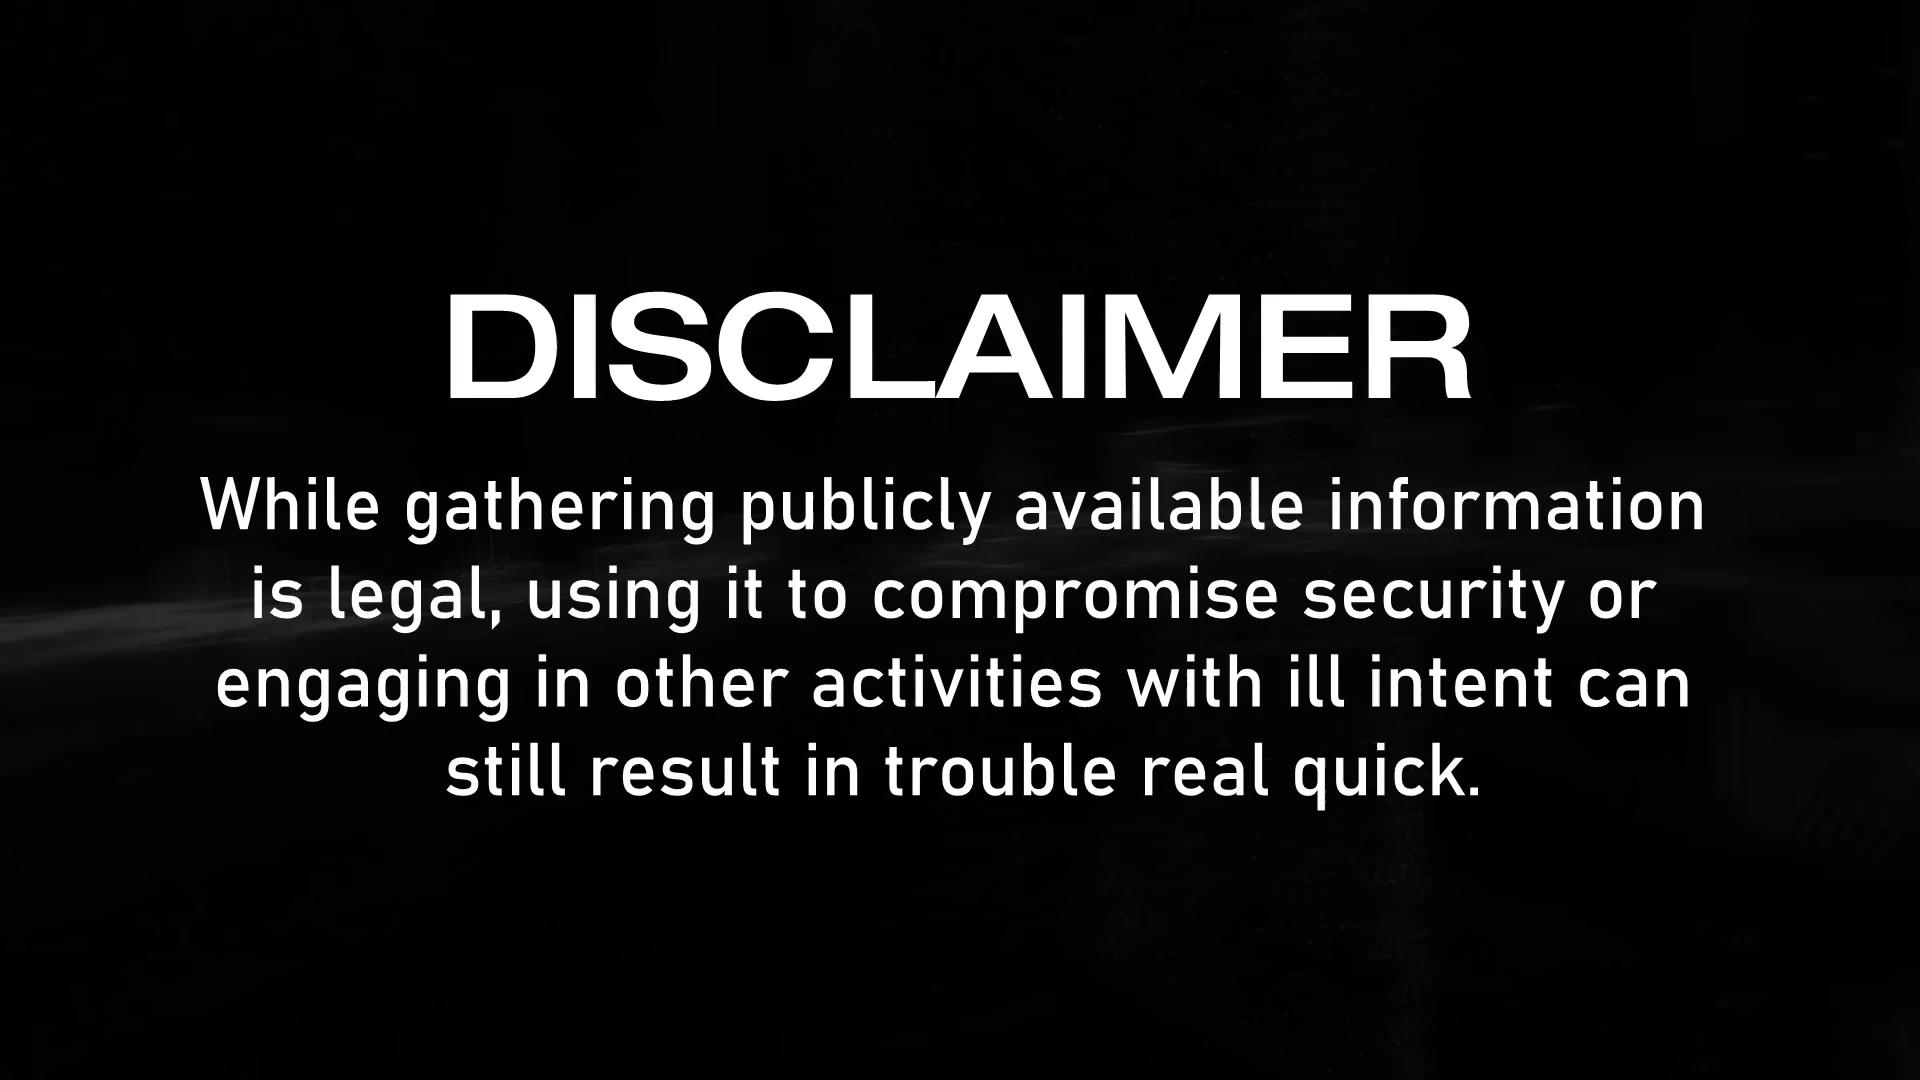 DISCLAIMER
While gathering publicly available information
is legal, using it to compromise security or
engaging in other activities with ill intent can
still result in trouble real quick.